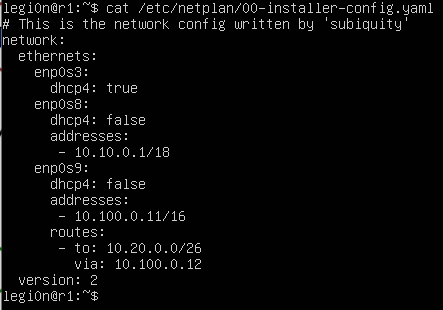 legi0n@r1:~$ cat /etc/netplan/00-installer-config.yaml
# This is the network config written by 'subiquity'
network:
  ethernets:
    enp0s3:
      dhcp4: true
    enp0s8:
      dhcp4: false
      addresses:
       - 10.10.0.1/18
    enp0s9:
      dhcp4: false
      addresses:
       - 10.100.0.11/16
      routes:
       - to: 10.20.0.0/26
         via: 10.100.0.12
  version: 2
legi0n@r1:~$